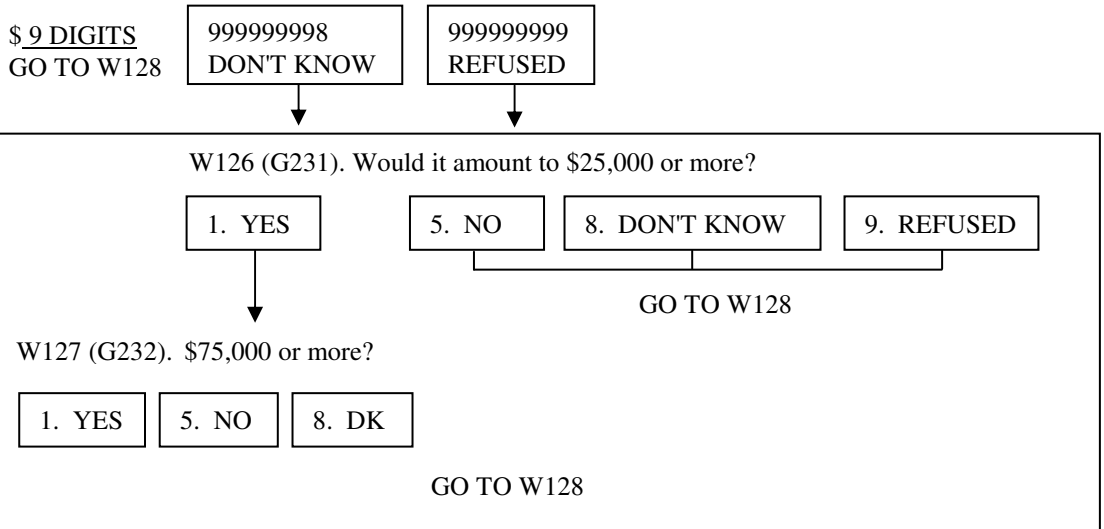 $ 9 DIGITS
GO TO W128
999999998
DON'T KNOW
999999999
REFUSED
W126 (G231). Would it amount to $25,000 or more?
1. YES
5. NO
8. DON'T KNOW
9. REFUSED
GO TO W128
W127 (G232). $75,000 or more?
1. YES
5. NO
8. DK
GO TO W128